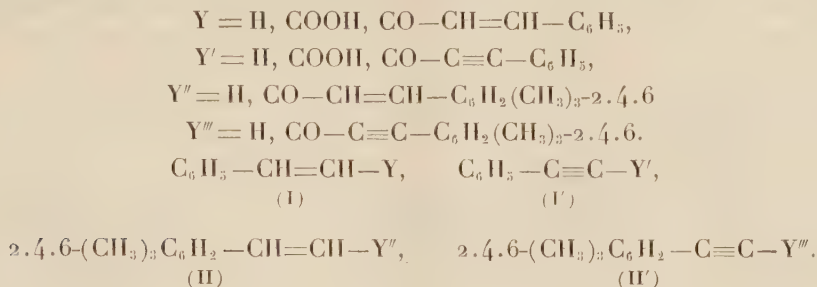 Y = H, COOH, CO—CH=CH—C₆H₅,
Y′ = H, COOH, CO—C≡C—C₆H₅,
Y″ = H, CO—CH=CH—C₆H₂(CH₃)₃-2.4.6
Y‴ = H, CO—C≡C—C₆H₂(CH₃)₃-2.4.6.
C₆H₅—CH=CH—Y, C₆H₅—C≡C—Y′,
(I) (I′)
2.4.6-(CH₃)₃C₆H₂—CH=CH—Y″, 2.4.6-(CH₃)₃C₆H₂—C≡C—Y‴.
(II) (II′)